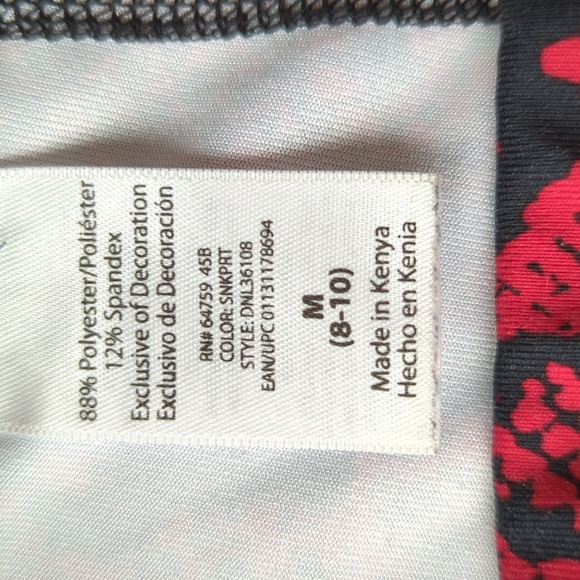 88% Polyester/Poliéster
12% Spandex
Exclusive of Decoration
Exclusivo de Decoración
RN# 64759 45B
COLOR: SNKPRT
STYLE: DNL36108
EAN/UPC 01131178694
M
(8-10)
Made in Kenya
Hecho en Kenia